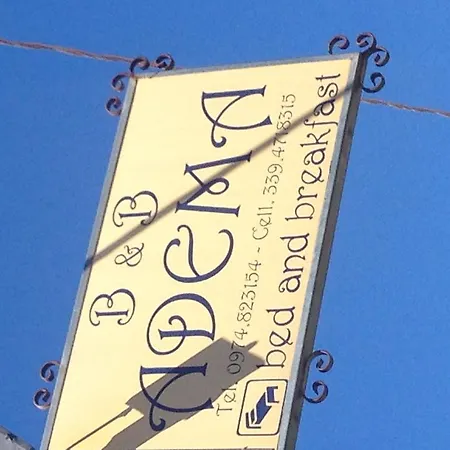 B & B
ADEMA
Tel. 0974.823154 - Cell. 339.4718315
bed and breakfast